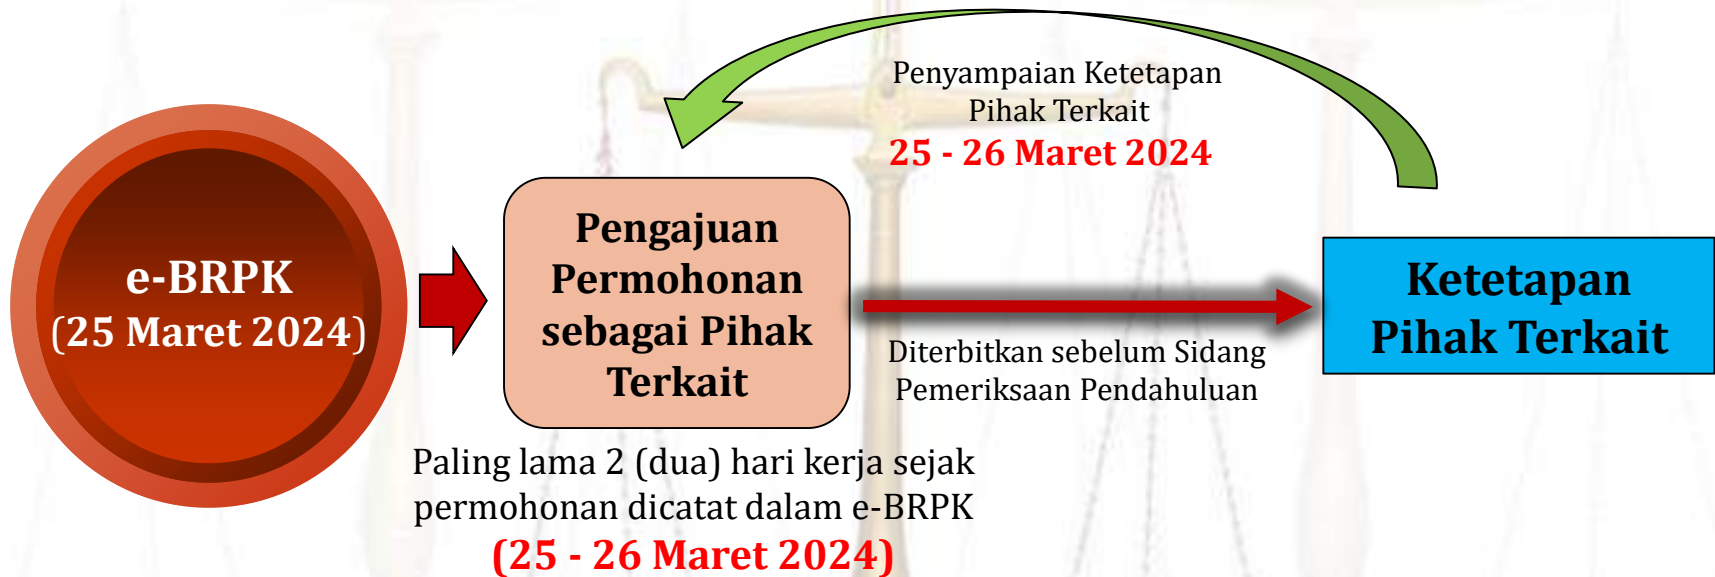 e-BRPK
(25 Maret 2024)
Pengajuan
Permohonan
sebagai Pihak
Terkait
Paling lama 2 (dua) hari kerja sejak
permohonan dicatat dalam e-BRPK
(25 - 26 Maret 2024)
Penyampaian Ketetapan
Pihak Terkait
25 - 26 Maret 2024
Diterbitkan sebelum Sidang
Pemeriksaan Pendahuluan
Ketetapan
Pihak Terkait